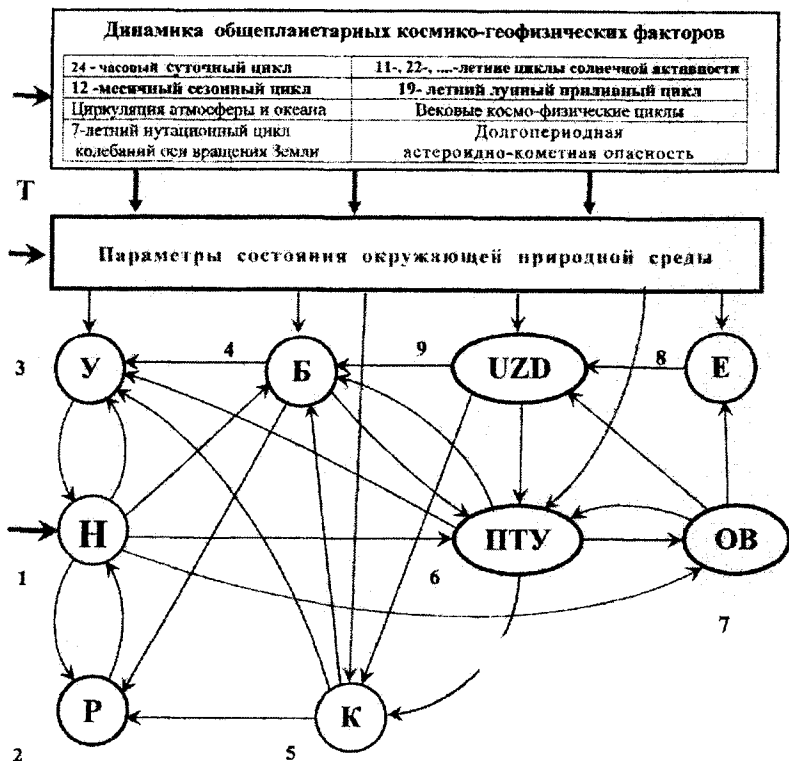 Динамика общепланетарных космико-геофизических факторов
24 - часовый суточный цикл
11-, 22-, ....-летние циклы солнечной активности
12 -месячный сезонный цикл
19- летний лунный приливный цикл
Циркуляция атмосферы и океана
Вековые космо-физические циклы
7-летний нутационный цикл
колебаний оси вращения Земли
Долгопериодная
астероидно-кометная опасность
Т
Параметры состояния окружающей природной среды
3
У
4
Б
9
UZD
8
Е
Н
1
ПТУ
6
ОВ
7
Р
2
К
5